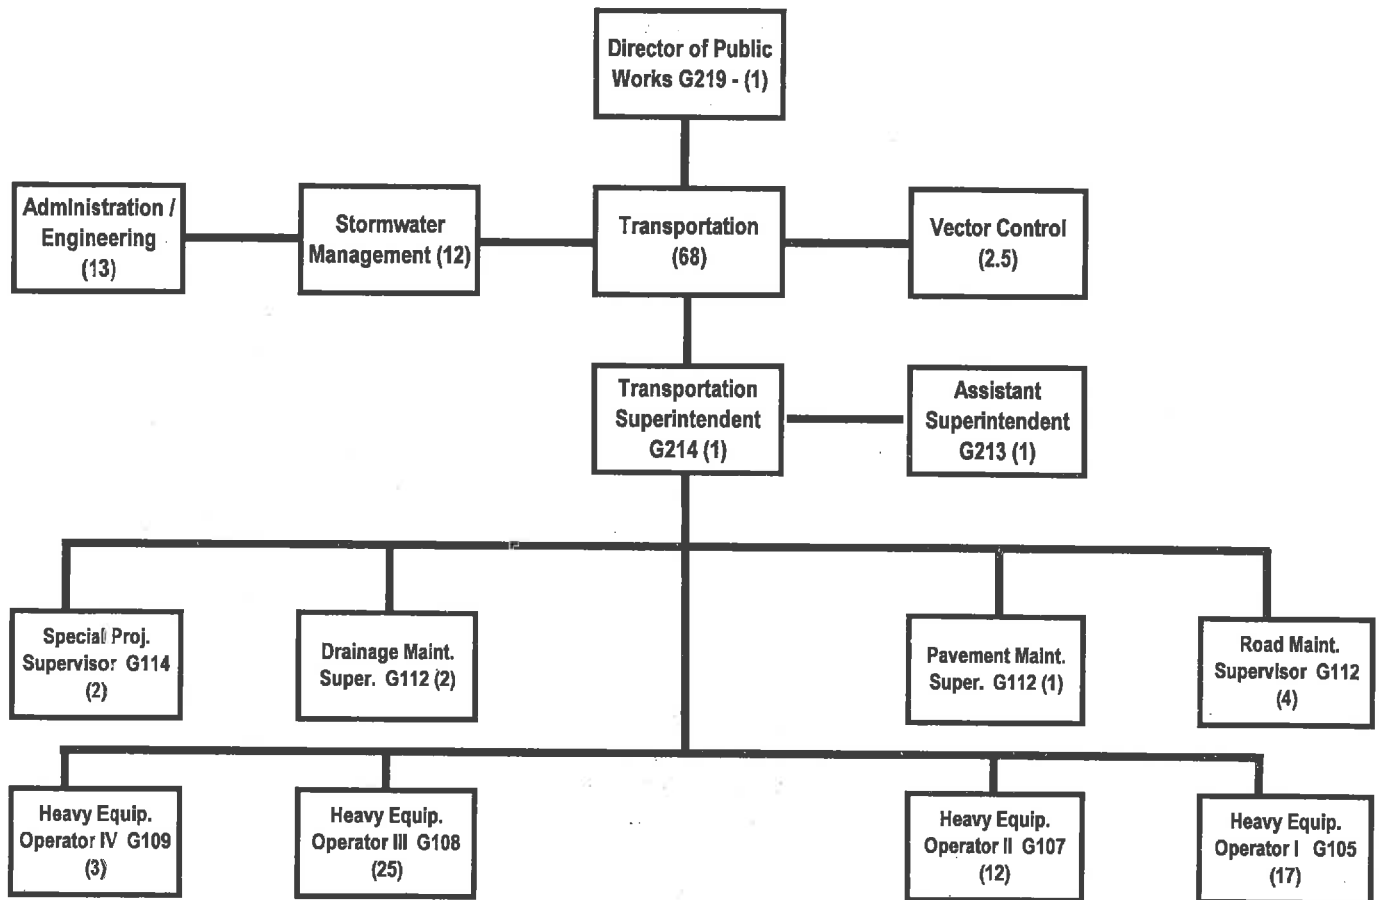 Director of Public
Works G219 - (1)
Administration /
Engineering
(13)
Stormwater
Management (12)
Transportation
(68)
Vector Control
(2.5)
Transportation
Superintendent
G214 (1)
Assistant
Superintendent
G213 (1)
Special Proj.
Supervisor G114
(2)
Drainage Maint.
Super. G112 (2)
Pavement Maint.
Super. G112 (1)
Road Maint.
Supervisor G112
(4)
Heavy Equip.
Operator IV G109
(3)
Heavy Equip.
Operator III G108
(25)
Heavy Equip.
Operator II G107
(12)
Heavy Equip.
Operator I G105
(17)